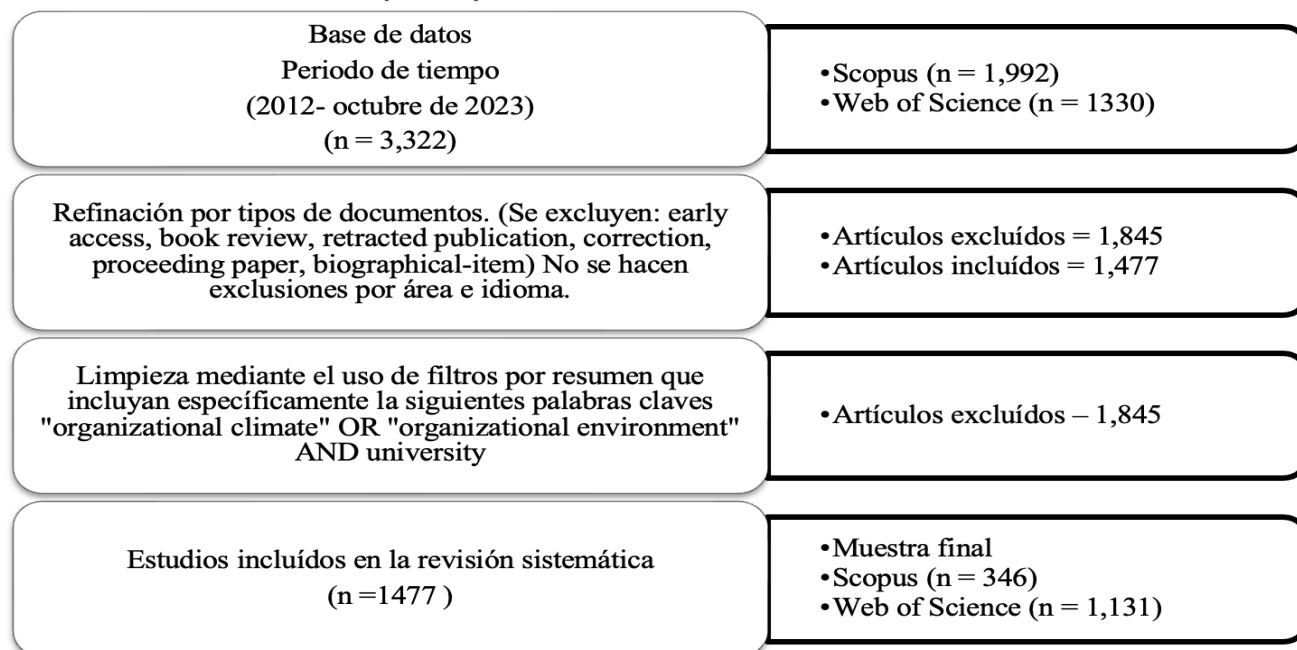 Base de datos
Periodo de tiempo
(2012- octubre de 2023)
(n = 3,322)
•Scopus (n = 1,992)
•Web of Science (n = 1330)
Refinación por tipos de documentos. (Se excluyen: early
access, book review, retracted publication, correction,
proceeding paper, biographical-item) No se hacen
exclusiones por área e idioma.
•Artículos excluídos = 1,845
•Artículos incluídos = 1,477
Limpieza mediante el uso de filtros por resumen que
incluyan específicamente la siguientes palabras claves
"organizational climate" OR "organizational environment"
AND university
•Artículos excluídos – 1,845
Estudios incluídos en la revisión sistemática
(n =1477 )
•Muestra final
•Scopus (n = 346)
•Web of Science (n = 1,131)